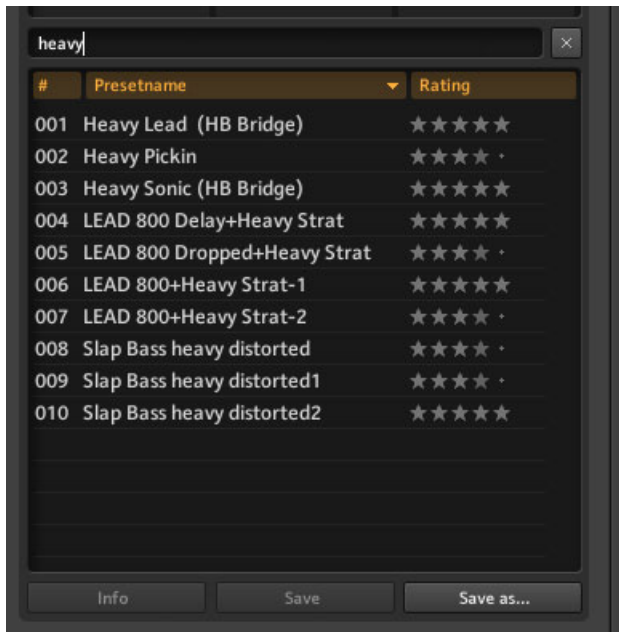 heavy
# Presetname Rating
001 Heavy Lead (HB Bridge)
002 Heavy Pickin
003 Heavy Sonic (HB Bridge)
004 LEAD 800 Delay+Heavy Strat
005 LEAD 800 Dropped+Heavy Strat
006 LEAD 800+Heavy Strat-1
007 LEAD 800+Heavy Strat-2
008 Slap Bass heavy distorted
009 Slap Bass heavy distorted1
010 Slap Bass heavy distorted2
Info Save Save as...